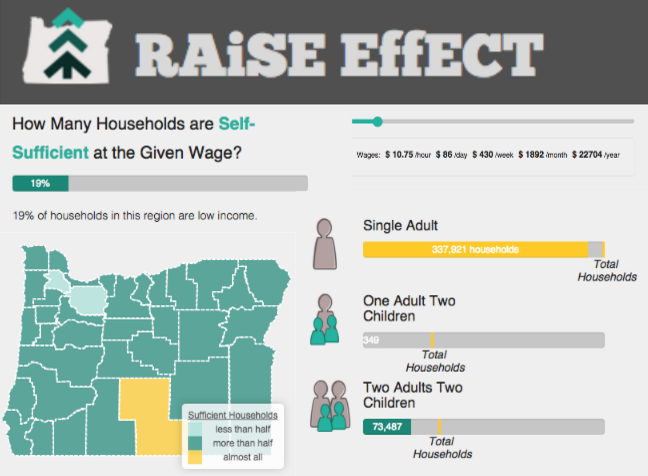 RAiSE EffECT
How Many Households are Self-
Sufficient at the Given Wage?
19%
19% of households in this region are low income.
Wages: $ 10.75 /hour $ 86 /day $ 430 /week $ 1892 /month $ 22704 /year
Single Adult
337,921 households
Total
Households
One Adult Two
Children
349
Total
Households
Two Adults Two
Children
73,487
Total
Households
Sufficient Households
less than half
more than half
almost all